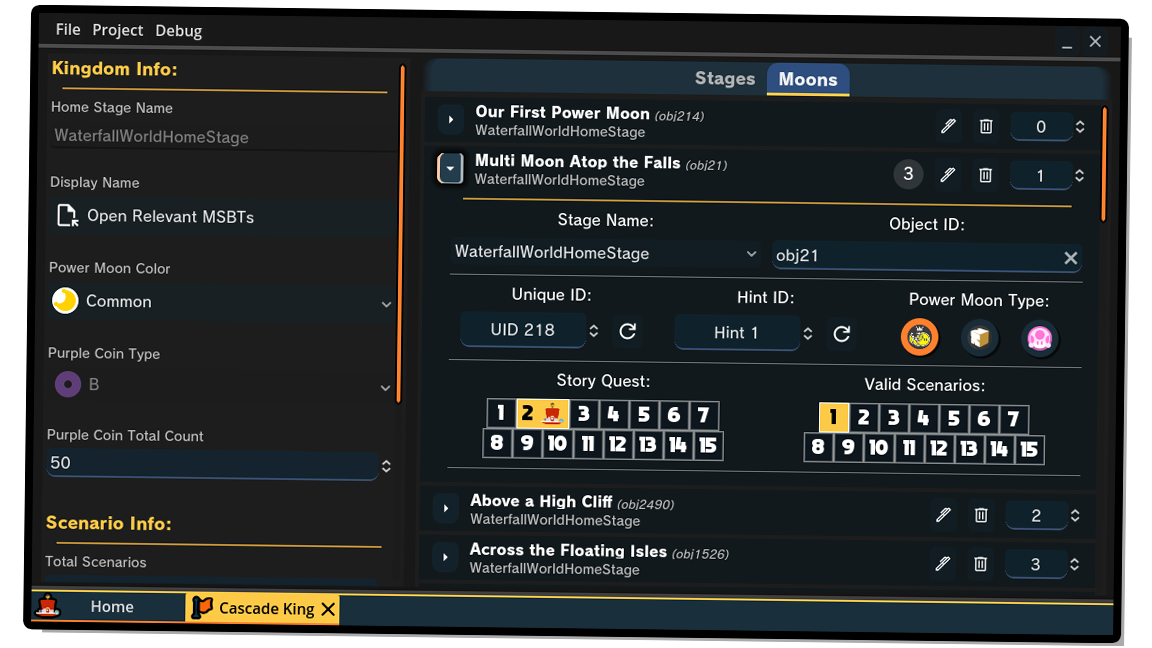 File Project Debug
Kingdom Info:
Home Stage Name
WaterfallWorldHomeStage
Display Name
Open Relevant MSBTs
Power Moon Color
Common
Purple Coin Type
B
Purple Coin Total Count
50
Scenario Info:
Total Scenarios
Stages Moons
Our First Power Moon (obj214)
WaterfallWorldHomeStage
0
Multi Moon Atop the Falls (obj21)
WaterfallWorldHomeStage
3 1
Stage Name: Object ID:
WaterfallWorldHomeStage obj21
Unique ID: Hint ID: Power Moon Type:
UID 218 Hint 1
Story Quest: Valid Scenarios:
1 2 3 4 5 6 7 1 2 3 4 5 6 7
8 9 10 11 12 13 14 15 8 9 10 11 12 13 14 15
Above a High Cliff (obj2490)
WaterfallWorldHomeStage
2
Across the Floating Isles (obj1526)
WaterfallWorldHomeStage
3
Home Cascade King